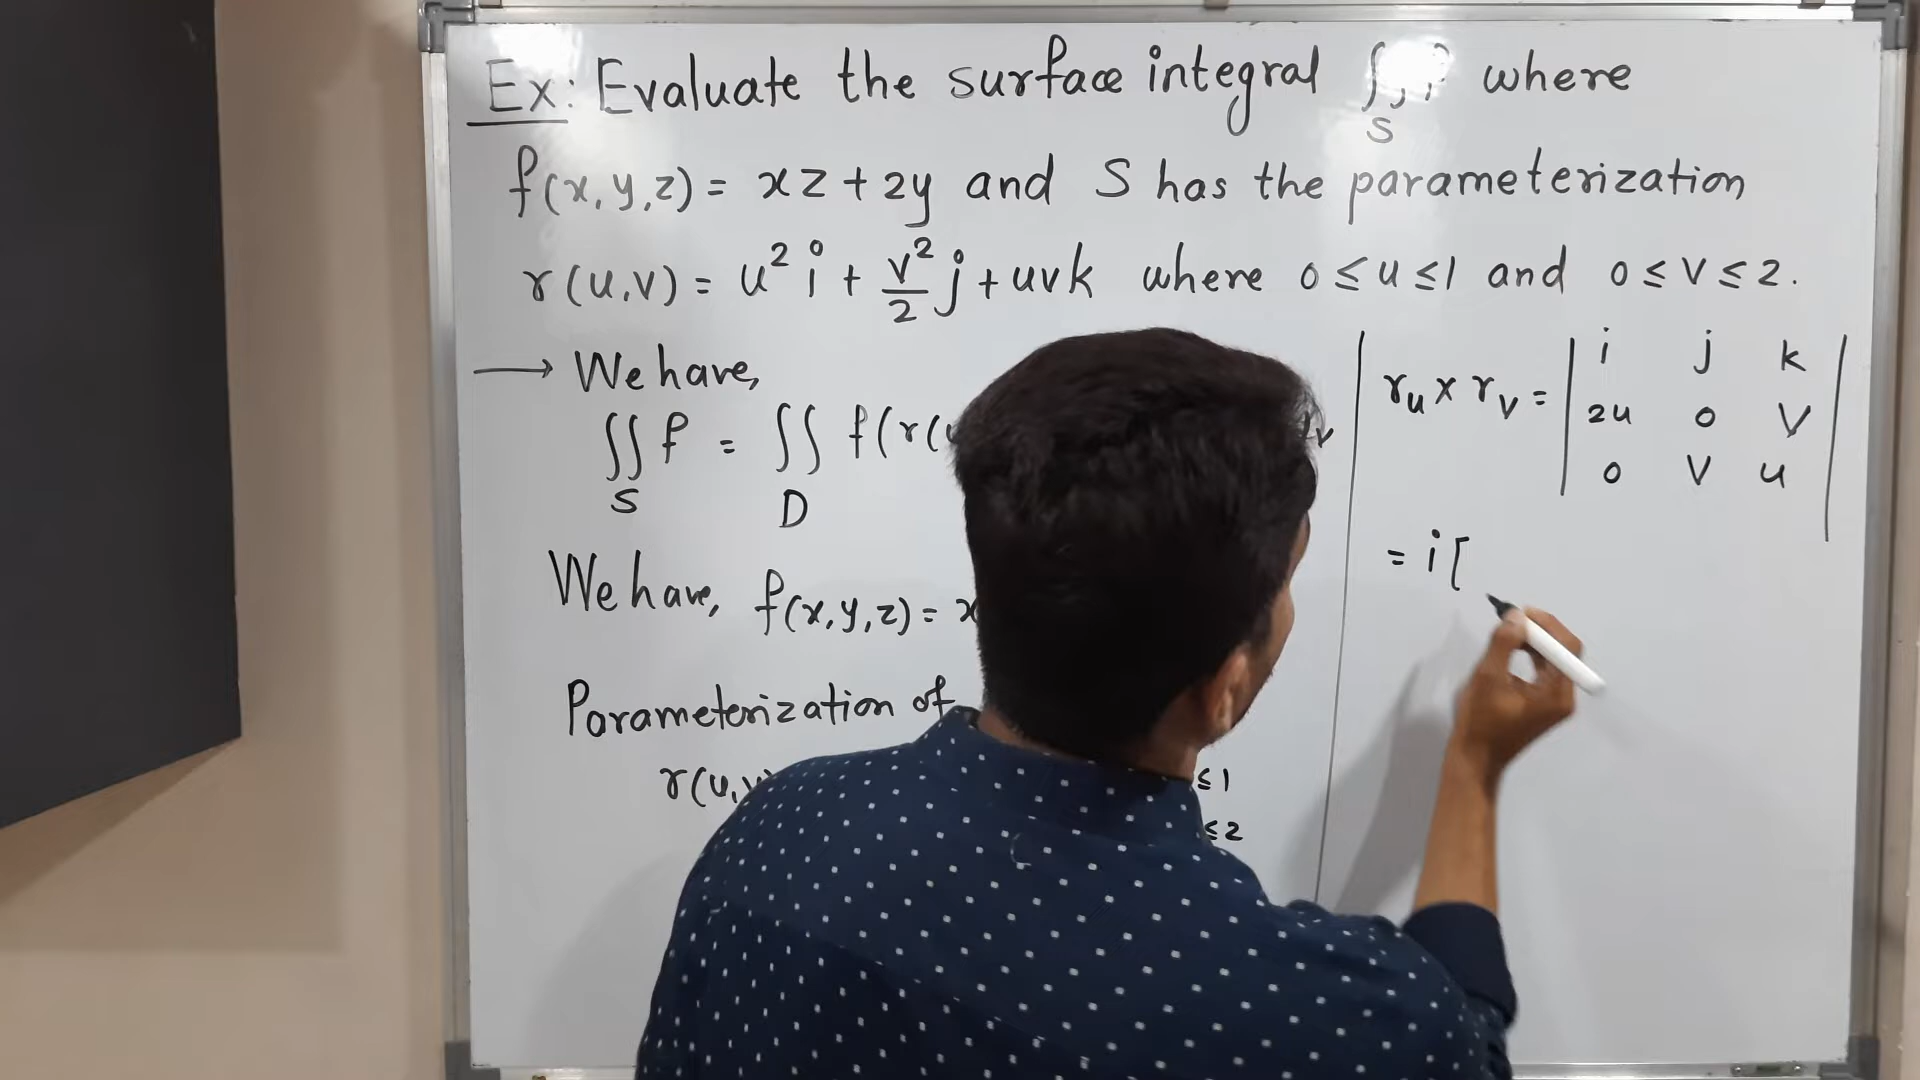 Ex: Evaluate the surface integral ∫∫ where
S
f(x,y,z) = xz + 2y and S has the parameterization
r(u,v) = u² i + v²/2 j + uvk where 0 ≤ u ≤ 1 and 0 ≤ v ≤ 2.
→ We have,
∫∫ f = ∫∫ f(r(
S D
We have, f(x,y,z) = x
Parameterization of
r(u,v
≤ 1
≤ 2
r_u × r_v = | i j k |
| 2u 0 v |
| 0 v u |
= i [